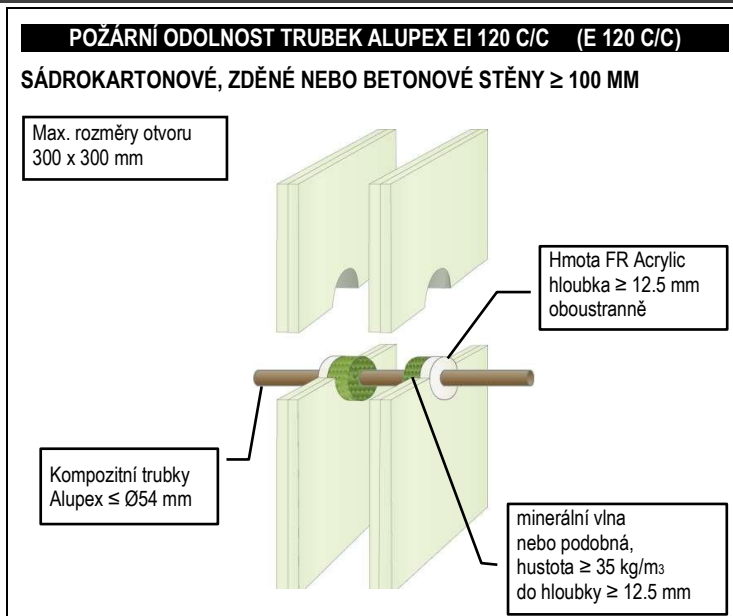 POŽÁRNÍ ODOLNOST TRUBEK ALUPEX EI 120 C/C (E 120 C/C)
SÁDROKARTONOVÉ, ZDĚNÉ NEBO BETONOVÉ STĚNY ≥ 100 MM
Max. rozměry otvoru
300 x 300 mm
Hmota FR Acrylic
hloubka ≥ 12.5 mm
oboustranně
Kompozitní trubky
Alupex ≤ Ø54 mm
minerální vlna
nebo podobná,
hustota ≥ 35 kg/m3
do hloubky ≥ 12.5 mm